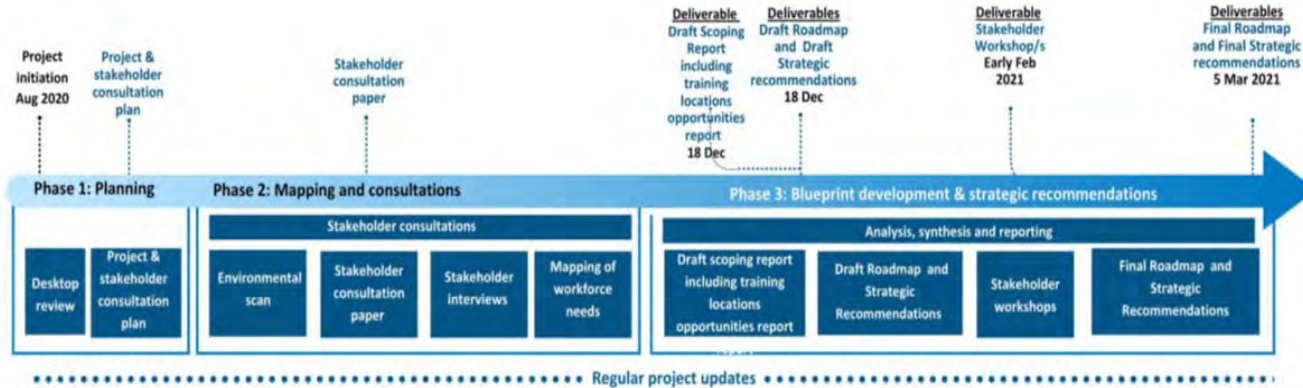 Project
initiation
Aug 2020
Project &
stakeholder
consultation
plan
Stakeholder
consultation
paper
Deliverable
Draft Scoping
Report
including
training
locations
opportunities
report
18 Dec
Deliverables
Draft Roadmap
and Draft
Strategic
recommendations
18 Dec
Deliverable
Stakeholder
Workshop/s
Early Feb
2021
Deliverables
Final Roadmap
and Final Strategic
recommendations
5 Mar 2021
Phase 1: Planning
Phase 2: Mapping and consultations
Phase 3: Blueprint development & strategic recommendations
Desktop
review
Project &
stakeholder
consultation
plan
Stakeholder consultations
Environmental
scan
Stakeholder
consultation
paper
Stakeholder
interviews
Mapping of
workforce
needs
Analysis, synthesis and reporting
Draft scoping report
including training
locations
opportunities report
report
Draft Roadmap and
Strategic
Recommendations
Stakeholder
workshops
Final Roadmap and
Strategic
Recommendations
Regular project updates